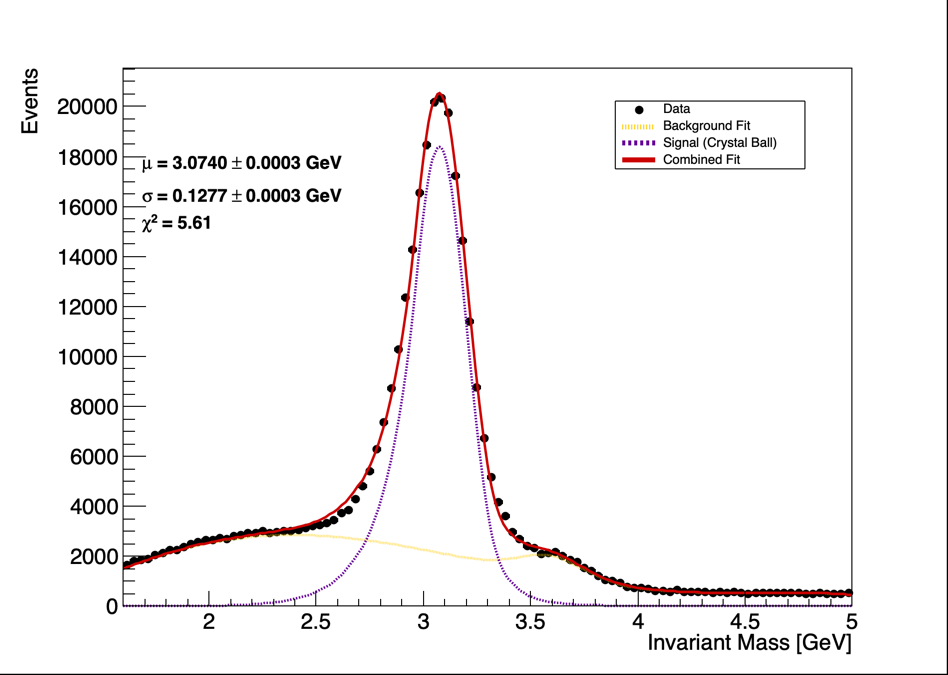 Events
20000
18000
16000
14000
12000
10000
8000
6000
4000
2000
0
μ = 3.0740 ± 0.0003 GeV
σ = 0.1277 ± 0.0003 GeV
χ² = 5.61
Data
Background Fit
Signal (Crystal Ball)
Combined Fit
2 2.5 3 3.5 4 4.5 5
Invariant Mass [GeV]